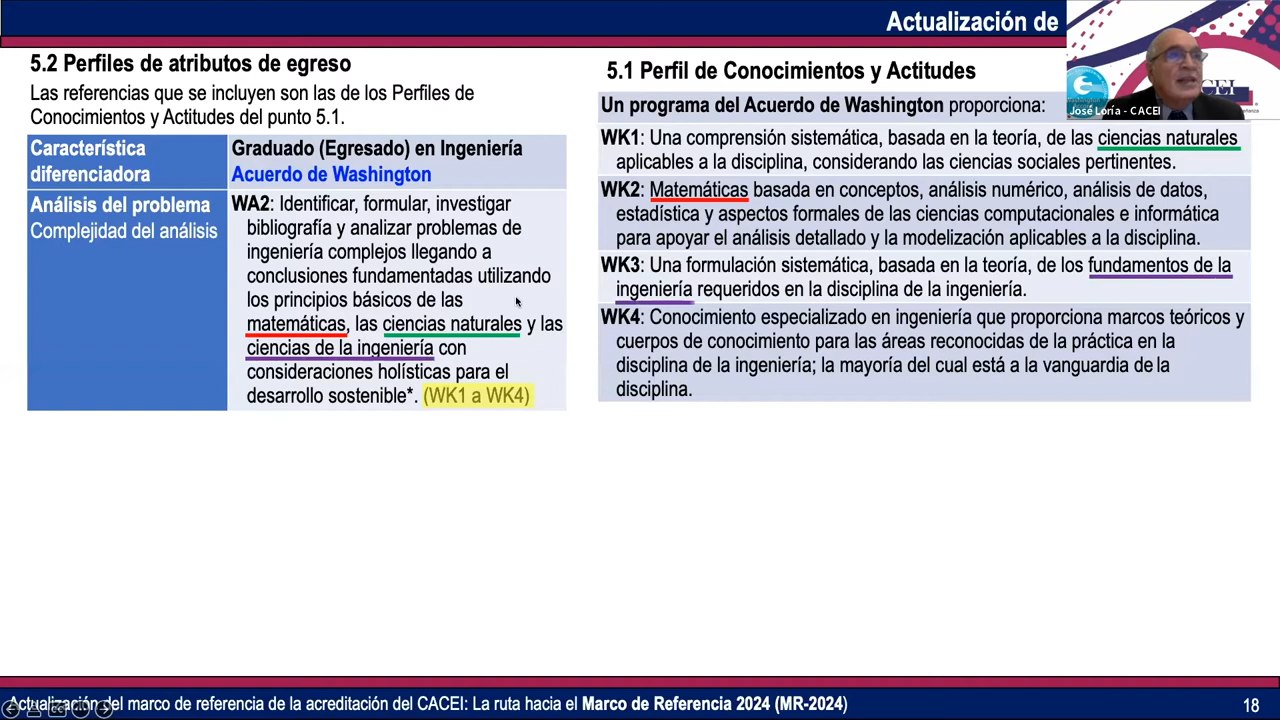 Actualización de
5.2 Perfiles de atributos de egreso
Las referencias que se incluyen son las de los Perfiles de
Conocimientos y Actitudes del punto 5.1.
Característica
diferenciadora
Graduado (Egresado) en Ingeniería
Acuerdo de Washington
Análisis del problema
Complejidad del análisis
WA2: Identificar, formular, investigar
bibliografía y analizar problemas de
ingeniería complejos llegando a
conclusiones fundamentadas utilizando
los principios básicos de las
matemáticas, las ciencias naturales y las
ciencias de la ingeniería con
consideraciones holísticas para el
desarrollo sostenible*. (WK1 a WK4)
5.1 Perfil de Conocimientos y Actitudes
Un programa del Acuerdo de Washington proporciona:
WK1: Una comprensión sistemática, basada en la teoría, de las ciencias naturales
aplicables a la disciplina, considerando las ciencias sociales pertinentes.
WK2: Matemáticas basada en conceptos, análisis numérico, análisis de datos,
estadística y aspectos formales de las ciencias computacionales e informática
para apoyar el análisis detallado y la modelización aplicables a la disciplina.
WK3: Una formulación sistemática, basada en la teoría, de los fundamentos de la
ingeniería requeridos en la disciplina de la ingeniería.
WK4: Conocimiento especializado en ingeniería que proporciona marcos teóricos y
cuerpos de conocimiento para las áreas reconocidas de la práctica en la
disciplina de la ingeniería; la mayoría del cual está a la vanguardia de la
disciplina.
José Loría - CACEI
Actualización del marco de referencia de la acreditación del CACEI: La ruta hacia el Marco de Referencia 2024 (MR-2024)
18